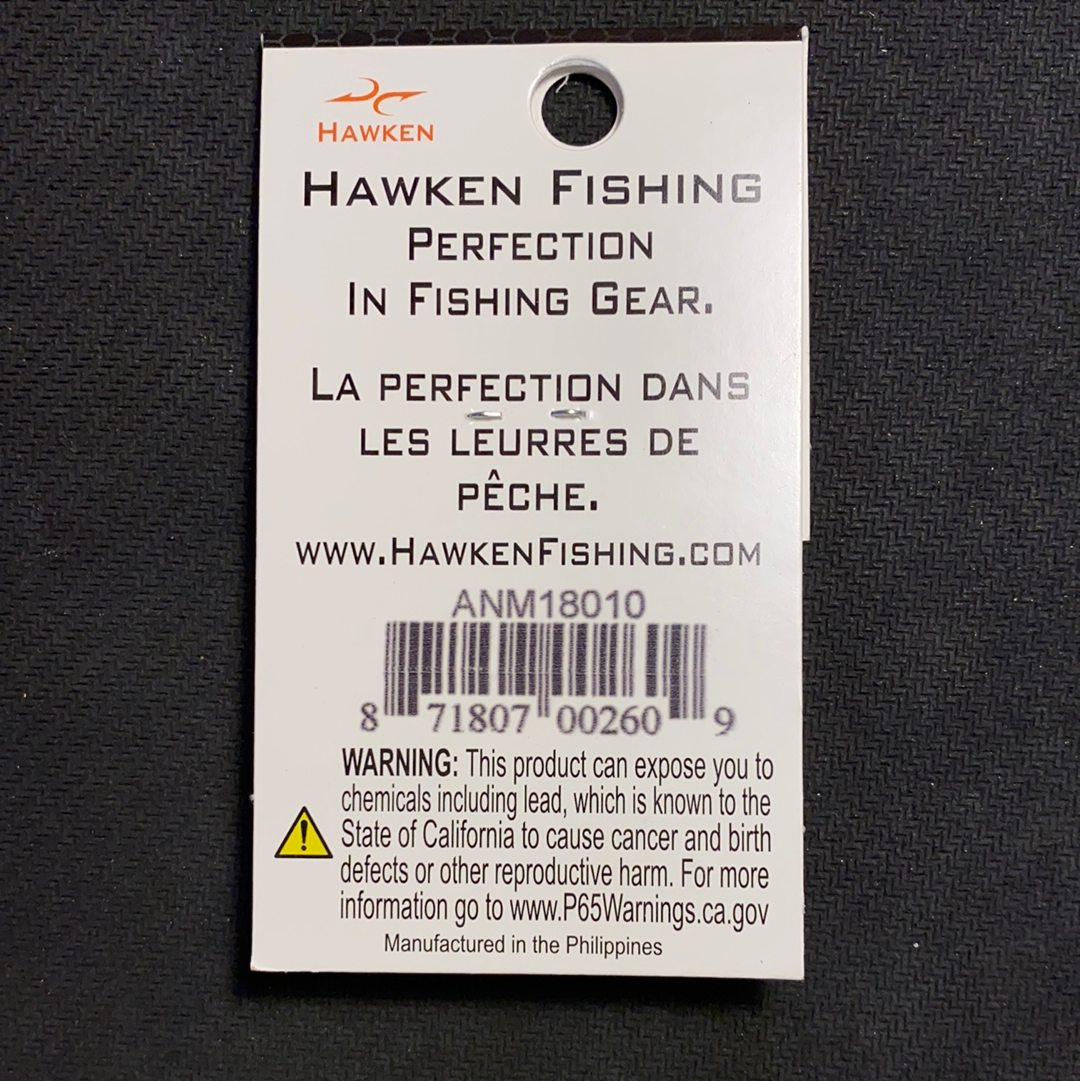 HAWKEN
HAWKEN FISHING
PERFECTION
IN FISHING GEAR.
LA PERFECTION DANS
LES LEURRES DE
PÊCHE.
WWW.HAWKENFISHING.COM
ANM18010
8 71807 00260 9
WARNING: This product can expose you to
chemicals including lead, which is known to the
State of California to cause cancer and birth
defects or other reproductive harm. For more
information go to www.P65Warnings.ca.gov
Manufactured in the Philippines